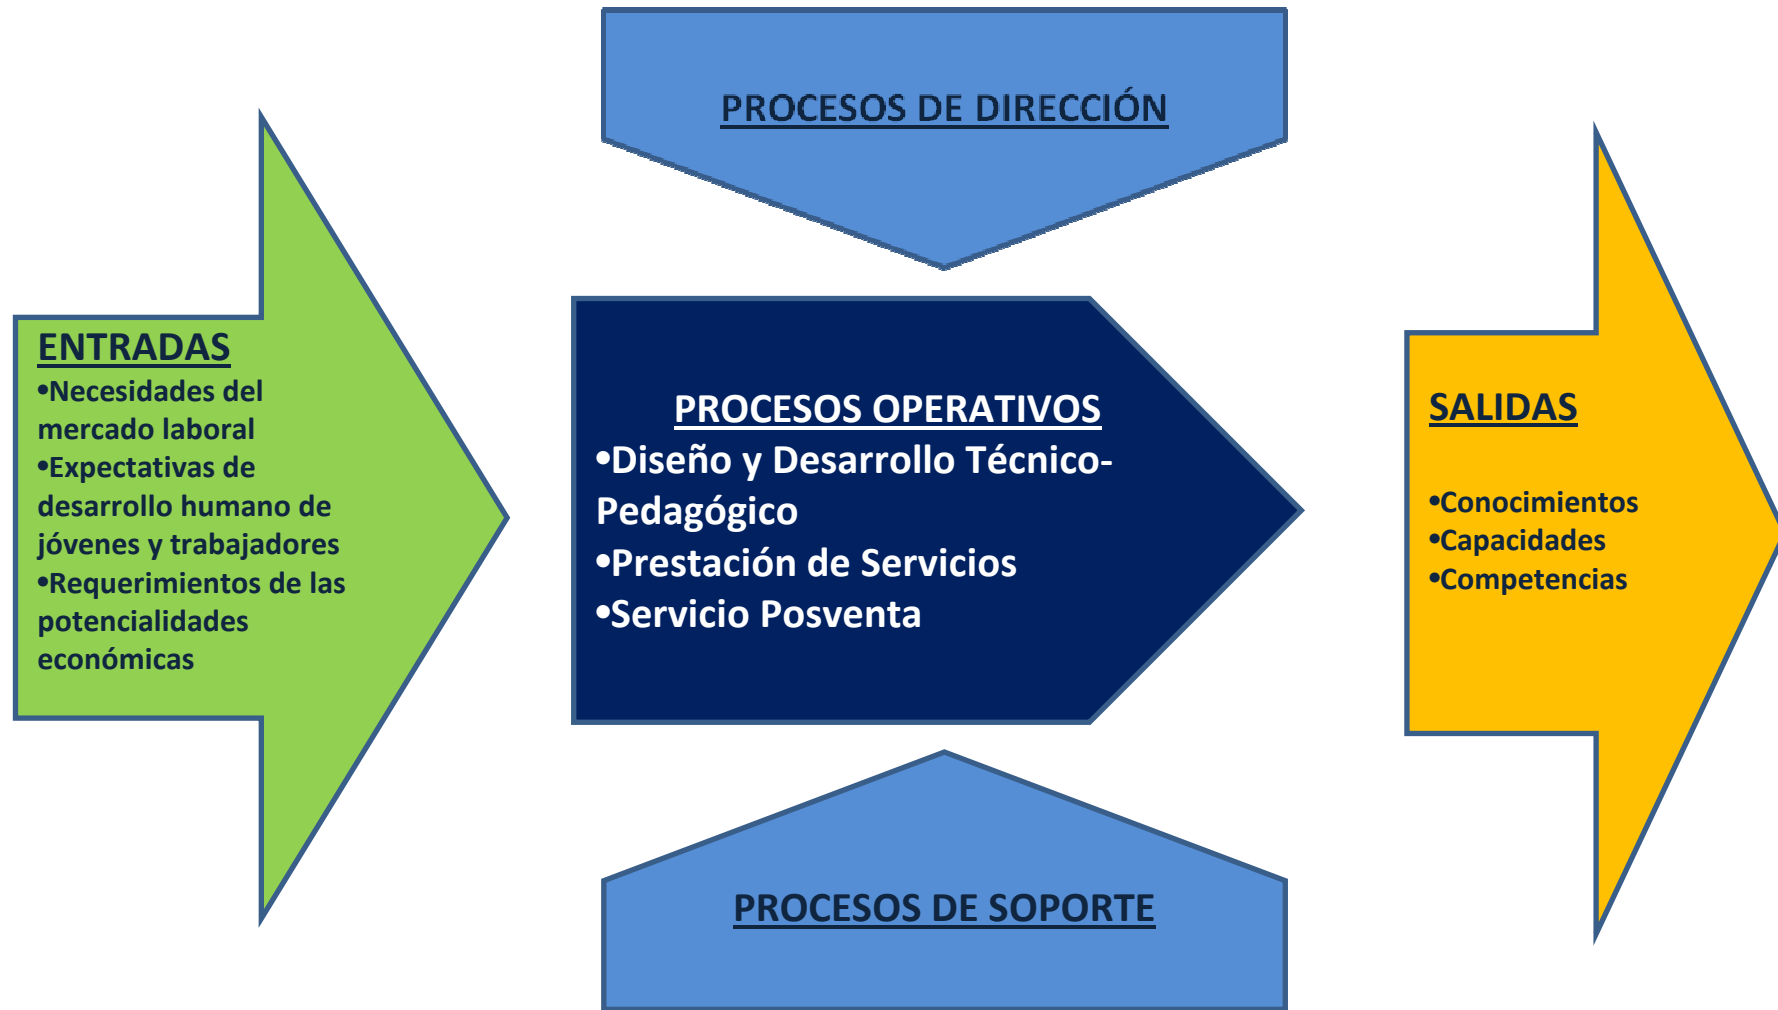 PROCESOS DE DIRECCIÓN
ENTRADAS
•Necesidades del
mercado laboral
•Expectativas de
desarrollo humano de
jóvenes y trabajadores
•Requerimientos de las
potencialidades
económicas
PROCESOS OPERATIVOS
•Diseño y Desarrollo Técnico-
Pedagógico
•Prestación de Servicios
•Servicio Posventa
SALIDAS
•Conocimientos
•Capacidades
•Competencias
PROCESOS DE SOPORTE